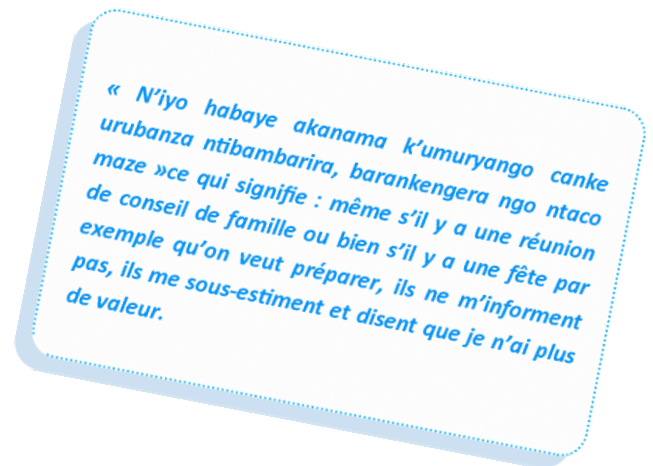 « N’iyo habaye akanama k’umuryango canke
urubanza ntibambarira, barankengera ngo ntaco
maze »ce qui signifie : même s’il y a une réunion
de conseil de famille ou bien s’il y a une fête par
exemple qu’on veut préparer, ils ne m’informent
pas, ils me sous-estiment et disent que je n’ai plus
de valeur.